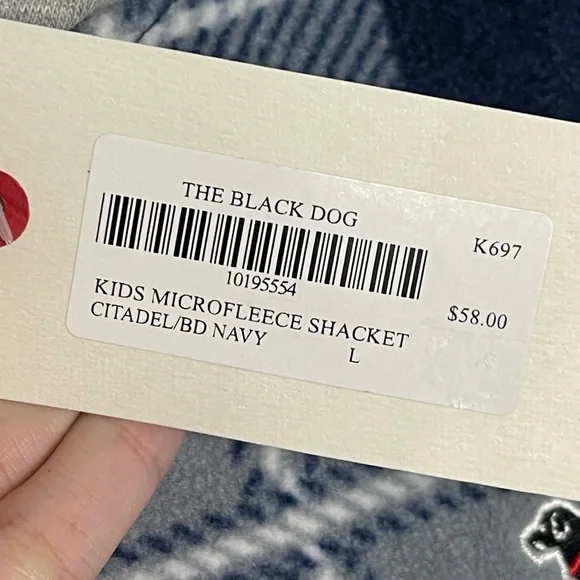 THE BLACK DOG
K697
10195554
$58.00
KIDS MICROFLEECE SHACKET
CITADEL/BD NAVY L